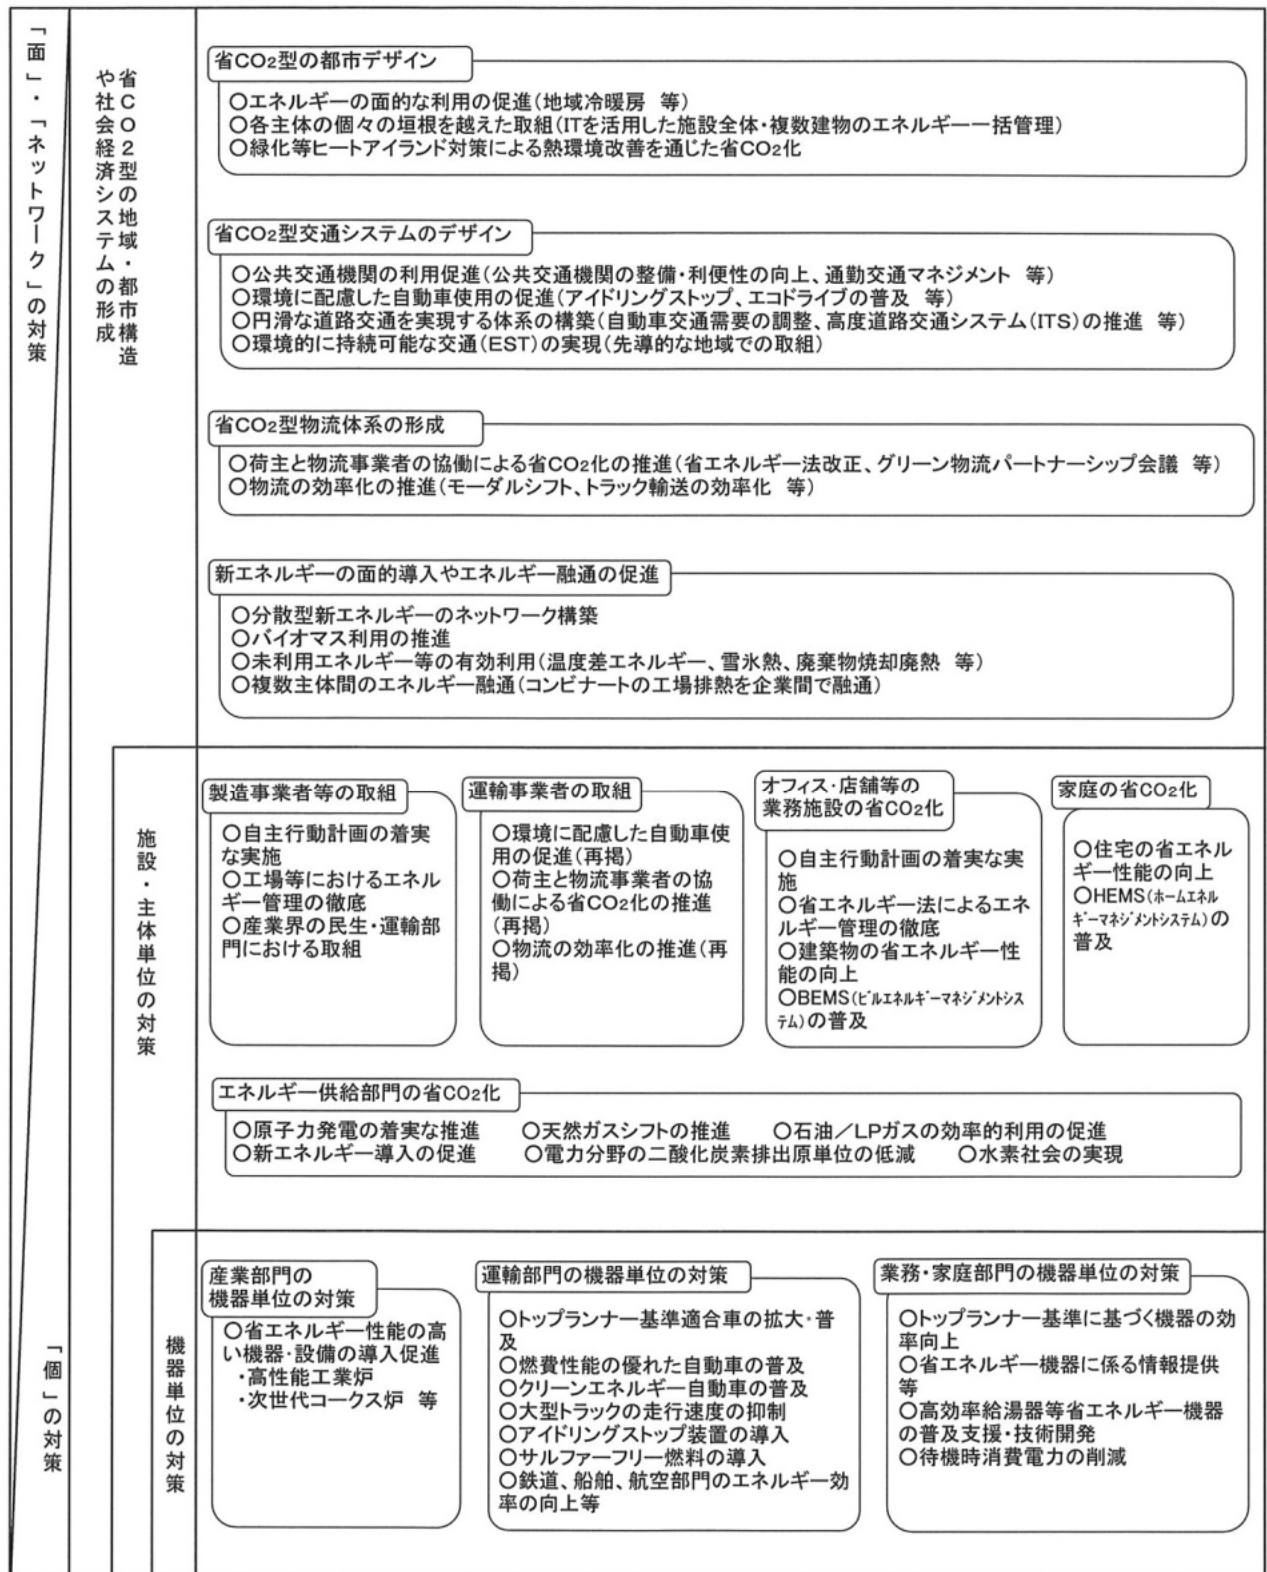 「面」・「ネットワーク」の対策
省CO2型の地域・都市構造
や社会経済システムの形成
省CO2型の都市デザイン
○エネルギーの面的な利用の促進(地域冷暖房　等)
○各主体の個々の垣根を越えた取組(ITを活用した施設全体・複数建物のエネルギー一括管理)
○緑化等ヒートアイランド対策による熱環境改善を通じた省CO2化
省CO2型交通システムのデザイン
○公共交通機関の利用促進(公共交通機関の整備・利便性の向上、通勤交通マネジメント　等)
○環境に配慮した自動車使用の促進(アイドリングストップ、エコドライブの普及　等)
○円滑な道路交通を実現する体系の構築(自動車交通需要の調整、高度道路交通システム(ITS)の推進　等)
○環境的に持続可能な交通(EST)の実現(先導的な地域での取組)
省CO2型物流体系の形成
○荷主と物流事業者の協働による省CO2化の推進(省エネルギー法改正、グリーン物流パートナーシップ会議　等)
○物流の効率化の推進(モーダルシフト、トラック輸送の効率化　等)
新エネルギーの面的導入やエネルギー融通の促進
○分散型新エネルギーのネットワーク構築
○バイオマス利用の推進
○未利用エネルギー等の有効利用(温度差エネルギー、雪氷熱、廃棄物焼却廃熱　等)
○複数主体間のエネルギー融通(コンビナートの工場排熱を企業間で融通)
施設・主体単位の対策
製造事業者等の取組
○自主行動計画の着実
な実施
○工場等におけるエネル
ギー管理の徹底
○産業界の民生・運輸部
門における取組
運輸事業者の取組
○環境に配慮した自動車使
用の促進(再掲)
○荷主と物流事業者の協
働による省CO2化の推進
(再掲)
○物流の効率化の推進(再
掲)
オフィス・店舗等の
業務施設の省CO2化
○自主行動計画の着実な実
施
○省エネルギー法によるエネ
ルギー管理の徹底
○建築物の省エネルギー性
能の向上
○BEMS(ﾋﾞﾙｴﾈﾙｷﾞｰﾏﾈｼﾞﾒﾝﾄｼｽ
ﾃﾑ)の普及
家庭の省CO2化
○住宅の省エネル
ギー性能の向上
○HEMS(ﾎｰﾑｴﾈﾙ
ｷﾞｰﾏﾈｼﾞﾒﾝﾄｼｽﾃﾑ)の
普及
エネルギー供給部門の省CO2化
○原子力発電の着実な推進　○天然ガスシフトの推進　○石油／LPガスの効率的利用の促進
○新エネルギー導入の促進　○電力分野の二酸化炭素排出原単位の低減　○水素社会の実現
「個」の対策
機器単位の対策
産業部門の
機器単位の対策
○省エネルギー性能の高
い機器・設備の導入促進
・高性能工業炉
・次世代コークス炉　等
運輸部門の機器単位の対策
○トップランナー基準適合車の拡大・普
及
○燃費性能の優れた自動車の普及
○クリーンエネルギー自動車の普及
○大型トラックの走行速度の抑制
○アイドリングストップ装置の導入
○サルファーフリー燃料の導入
○鉄道、船舶、航空部門のエネルギー効
率の向上等
業務・家庭部門の機器単位の対策
○トップランナー基準に基づく機器の効
率向上
○省エネルギー機器に係る情報提供
等
○高効率給湯器等省エネルギー機器
の普及支援・技術開発
○待機時消費電力の削減